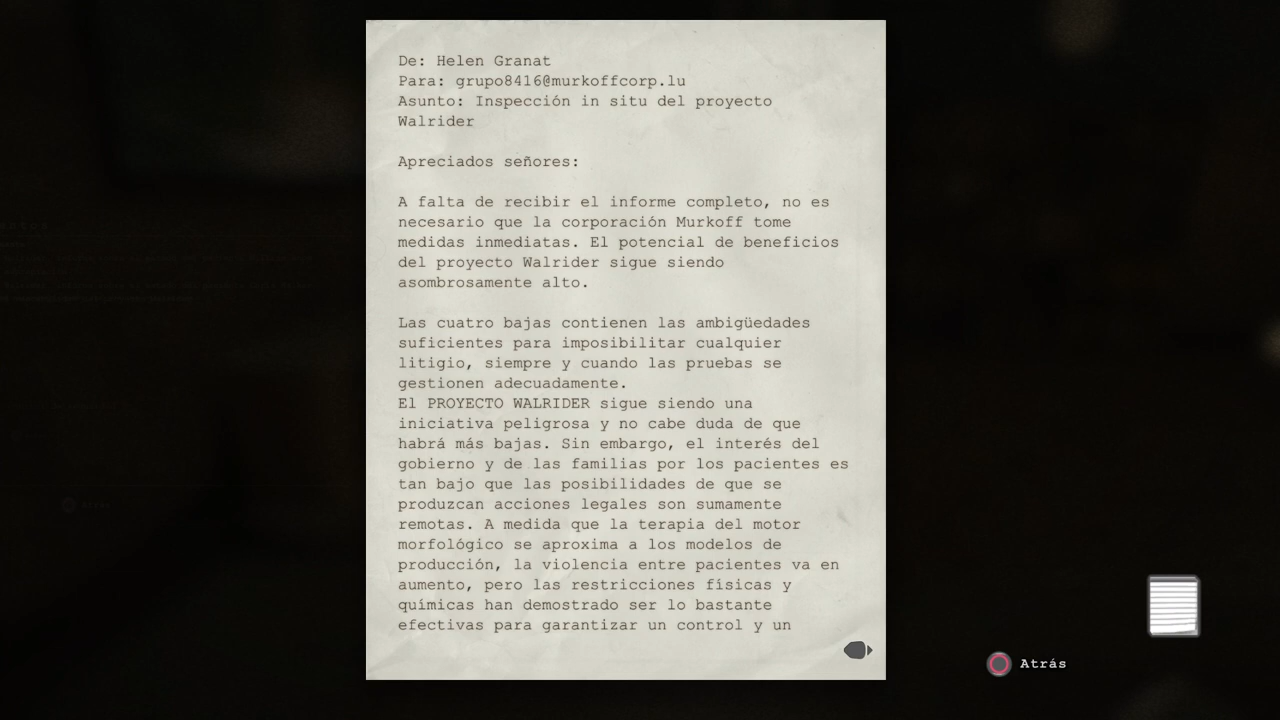 De: Helen Granat
Para: grupo8416@murkoffcorp.lu
Asunto: Inspección in situ del proyecto
Walrider
Apreciados señores:
A falta de recibir el informe completo, no es
necesario que la corporación Murkoff tome
medidas inmediatas. El potencial de beneficios
del proyecto Walrider sigue siendo
asombrosamente alto.
Las cuatro bajas contienen las ambigüedades
suficientes para imposibilitar cualquier
litigio, siempre y cuando las pruebas se
gestionen adecuadamente.
El PROYECTO WALRIDER sigue siendo una
iniciativa peligrosa y no cabe duda de que
habrá más bajas. Sin embargo, el interés del
gobierno y de las familias por los pacientes es
tan bajo que las posibilidades de que se
produzcan acciones legales son sumamente
remotas. A medida que la terapia del motor
morfológico se aproxima a los modelos de
producción, la violencia entre pacientes va en
aumento, pero las restricciones físicas y
químicas han demostrado ser lo bastante
efectivas para garantizar un control y un
Atrás